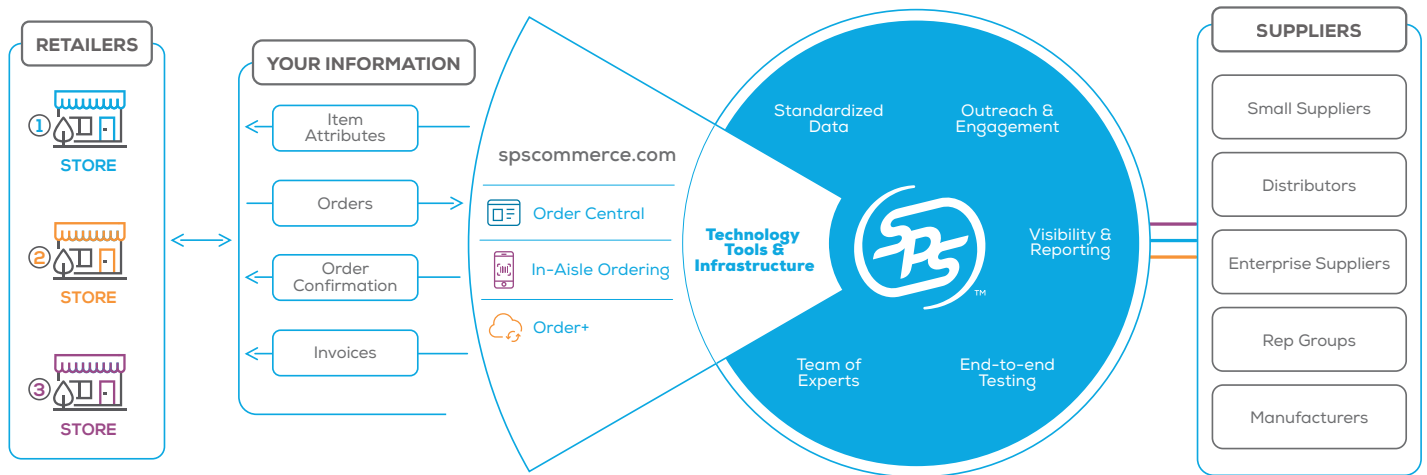 RETAILERS
1
STORE
2
STORE
3
STORE
YOUR INFORMATION
Item
Attributes
Orders
Order
Confirmation
Invoices
spscommerce.com
Order Central
In-Aisle Ordering
Order+
Technology
Tools &
Infrastructure
Standardized
Data
Outreach &
Engagement
Visibility &
Reporting
End-to-end
Testing
Team of
Experts
SPS
TM
SUPPLIERS
Small Suppliers
Distributors
Enterprise Suppliers
Rep Groups
Manufacturers